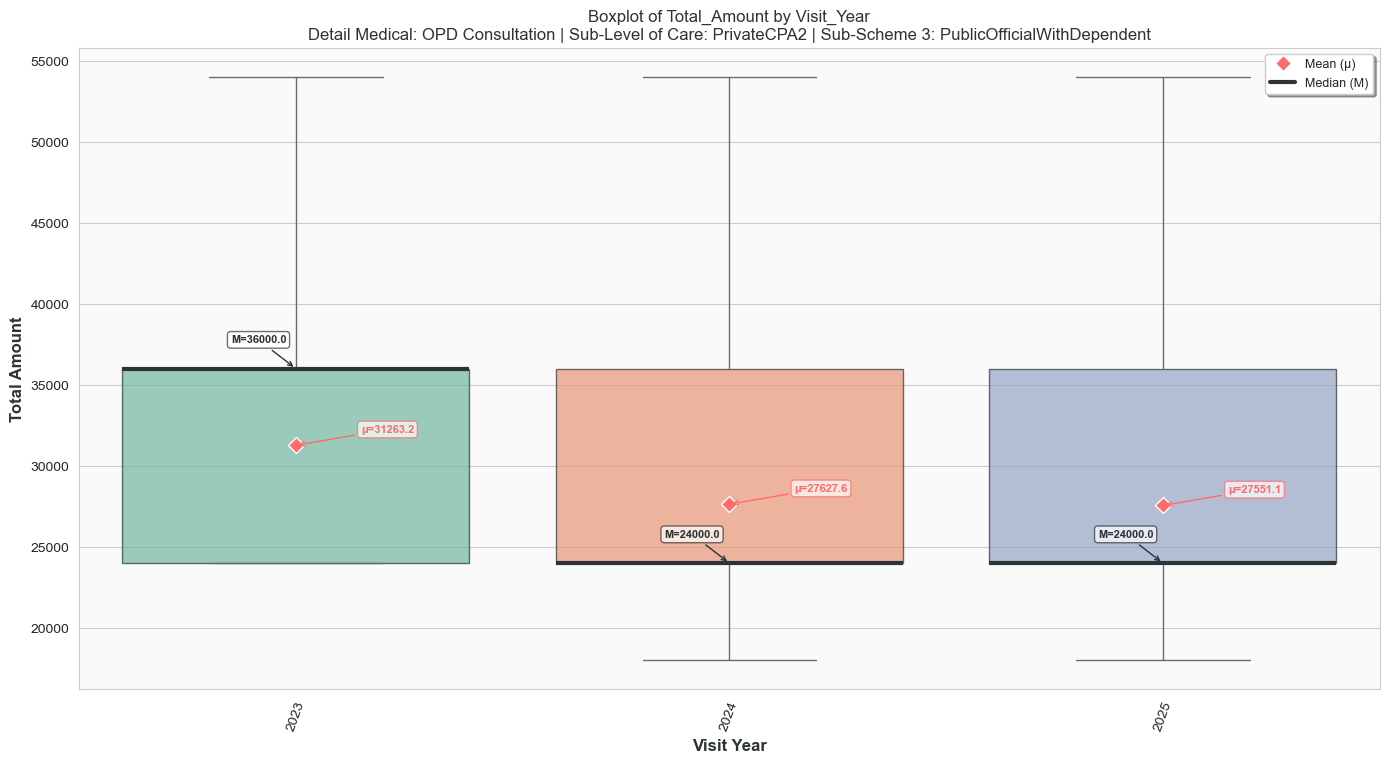 Boxplot of Total_Amount by Visit_Year
Detail Medical: OPD Consultation | Sub-Level of Care: PrivateCPA2 | Sub-Scheme 3: PublicOfficialWithDependent
Mean (μ)
Median (M)
Total Amount
55000
50000
45000
40000
35000
30000
25000
20000
M=36000.0
μ=31263.2
μ=27627.6
M=24000.0
μ=27551.1
M=24000.0
2023
2024
2025
Visit Year